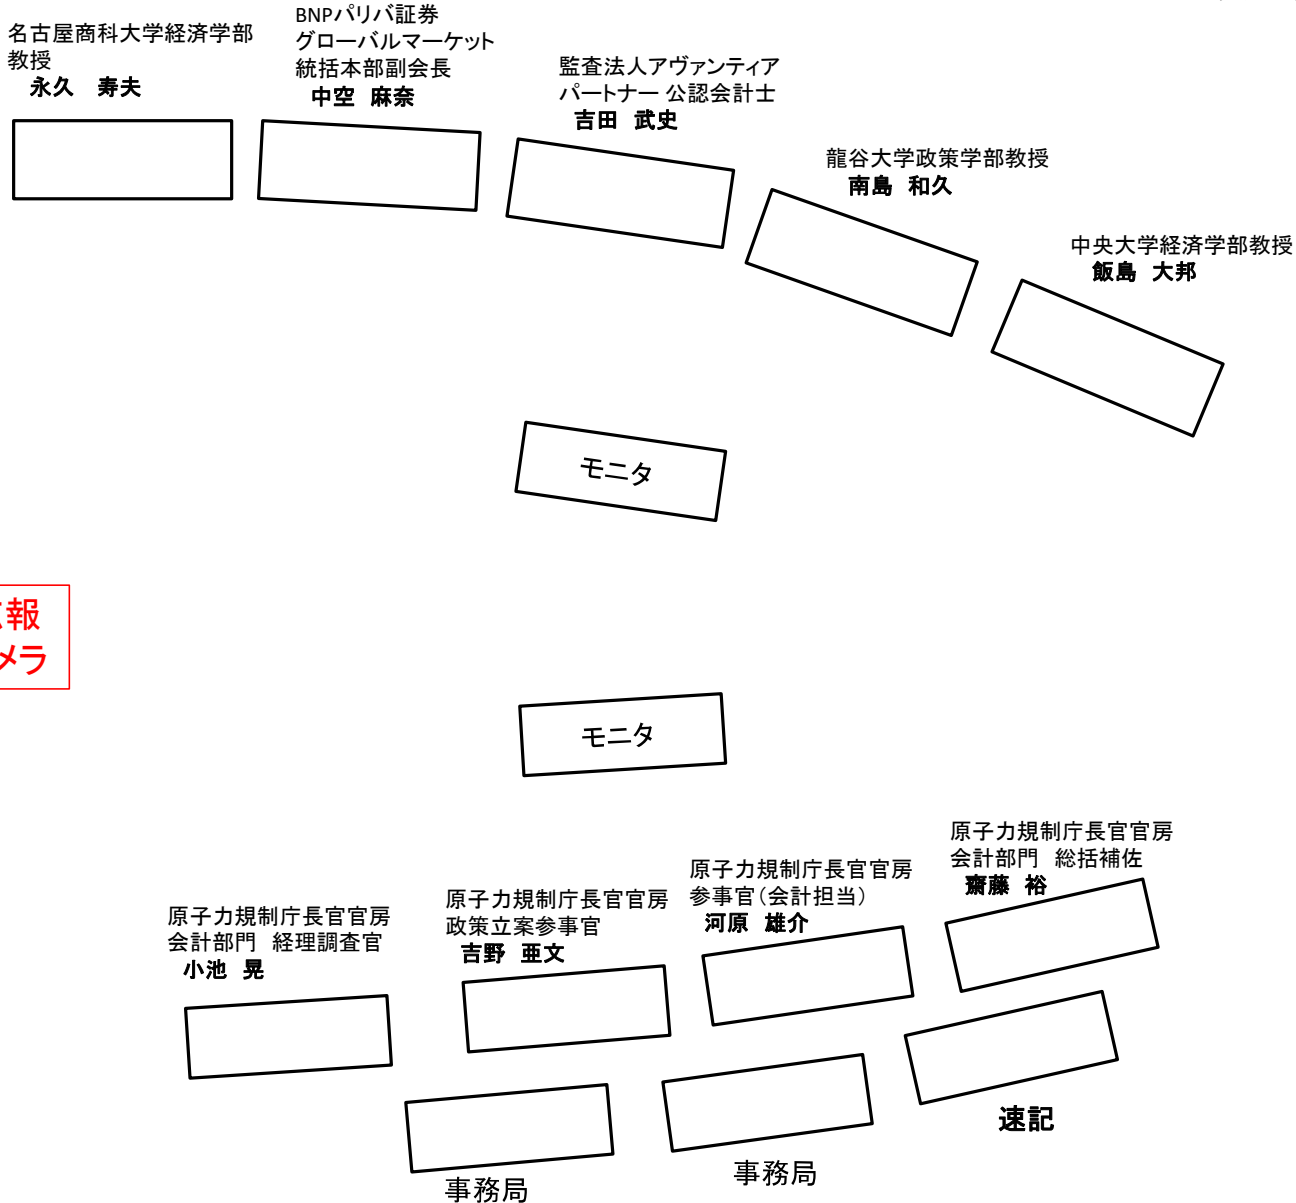 名古屋商科大学経済学部
教授
永久　寿夫
BNPパリバ証券
グローバルマーケット
統括本部副会長
中空　麻奈
監査法人アヴァンティア
パートナー 公認会計士
吉田　武史
龍谷大学政策学部教授
南島　和久
中央大学経済学部教授
飯島　大邦
モニタ
報
メラ
モニタ
原子力規制庁長官官房
会計部門　経理調査官
小池　晃
原子力規制庁長官官房
政策立案参事官
吉野　亜文
原子力規制庁長官官房
参事官（会計担当）
河原　雄介
原子力規制庁長官官房
会計部門　総括補佐
齋藤　裕
速記
事務局
事務局